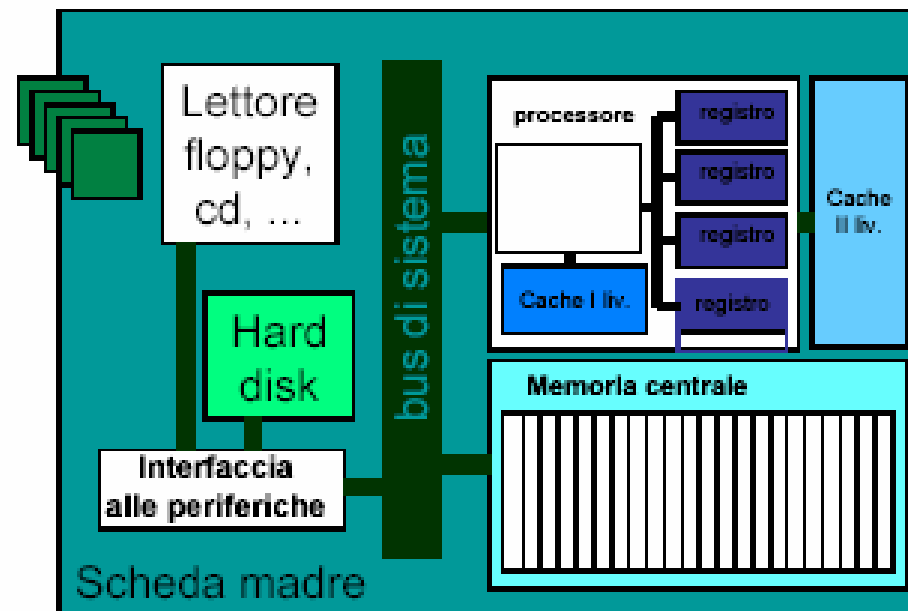 Lettore
floppy,
cd, ...
Hard
disk
Interfaccia
alle periferiche
Scheda madre
bus di sistema
processore
registro
registro
registro
registro
Cache I liv.
Cache
II liv.
Memoria centrale